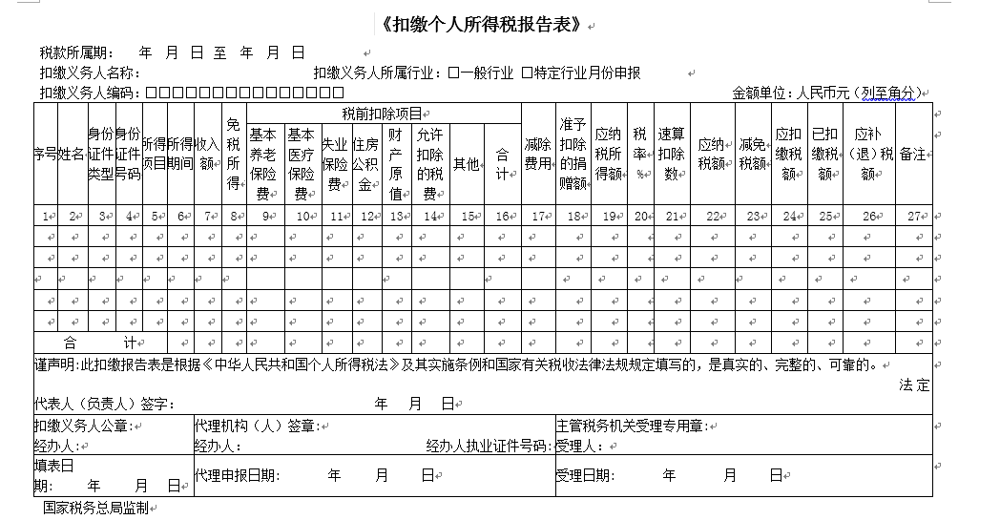 《扣缴个人所得税报告表》
税款所属期： 年 月 日 至 年 月 日
扣缴义务人名称： 扣缴义务人所属行业：□一般行业 □特定行业月份申报
扣缴义务人编码：□□□□□□□□□□□□□□□ 金额单位：人民币元（列至角分）
序号 姓名 身份证件类型 身份证件号码 所得项目 所得期间 收入额 免税所得 税前扣除项目 减除费用 准予扣除的捐赠额 应纳税所得额 税率% 速算扣除数 应纳税额 减免税额 应扣缴税额 已扣缴税额 应补（退）税额 备注
基本养老保险费 基本医疗保险费 失业保险费 住房公积金 财产原值 允许扣除的税费 其他 合计
1 2 3 4 5 6 7 8 9 10 11 12 13 14 15 16 17 18 19 20 21 22 23 24 25 26 27
合 计
谨声明:此扣缴报告表是根据《中华人民共和国个人所得税法》及其实施条例和国家有关税收法律法规规定填写的，是真实的、完整的、可靠的。
法 定
代表人（负责人）签字： 年 月 日
扣缴义务人公章: 代理机构（人）签章: 主管税务机关受理专用章:
经办人: 经办人： 经办人执业证件号码: 受理人：
填表日
期: 年 月 日 代理申报日期: 年 月 日 受理日期: 年 月 日
国家税务总局监制